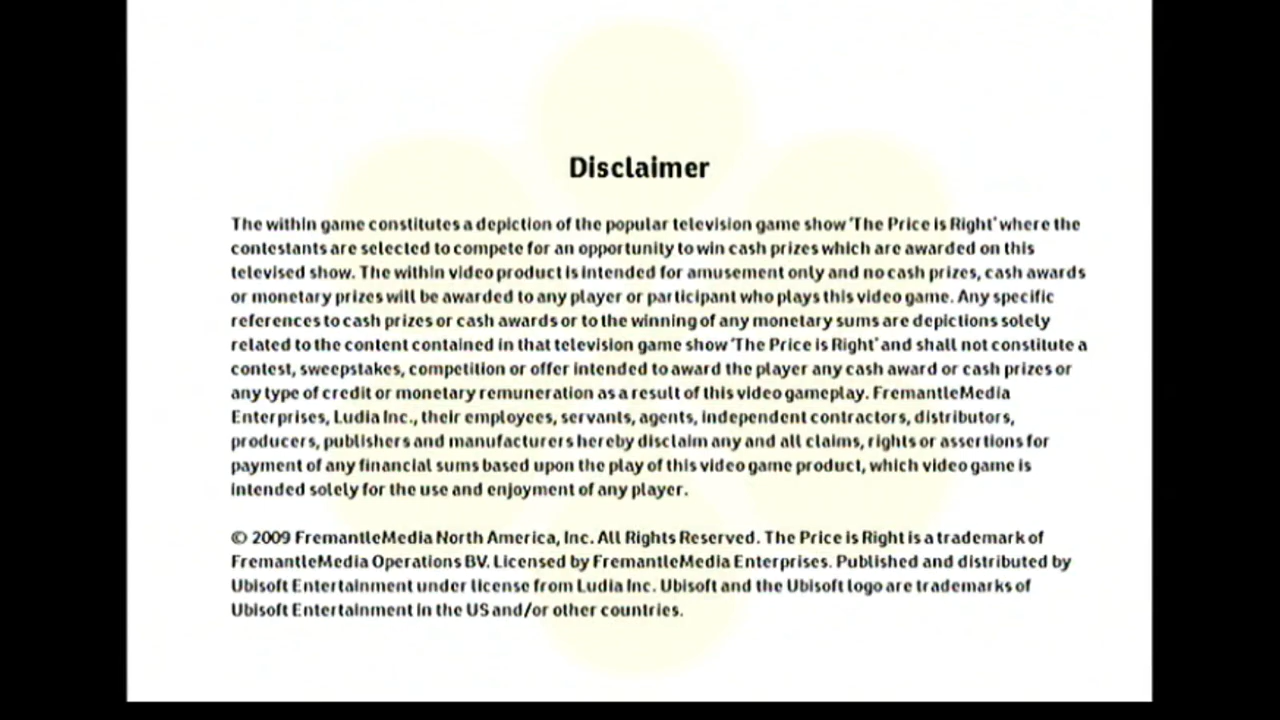 Disclaimer
The within game constitutes a depiction of the popular television game show 'The Price is Right' where the
contestants are selected to compete for an opportunity to win cash prizes which are awarded on this
televised show. The within video product is intended for amusement only and no cash prizes, cash awards
or monetary prizes will be awarded to any player or participant who plays this video game. Any specific
references to cash prizes or cash awards or to the winning of any monetary sums are depictions solely
related to the content contained in that television game show 'The Price is Right' and shall not constitute a
contest, sweepstakes, competition or offer intended to award the player any cash award or cash prizes or
any type of credit or monetary remuneration as a result of this video gameplay. FremantleMedia
Enterprises, Ludia Inc., their employees, servants, agents, independent contractors, distributors,
producers, publishers and manufacturers hereby disclaim any and all claims, rights or assertions for
payment of any financial sums based upon the play of this video game product, which video game is
intended solely for the use and enjoyment of any player.
© 2009 FremantleMedia North America, Inc. All Rights Reserved. The Price is Right is a trademark of
FremantleMedia Operations BV. Licensed by FremantleMedia Enterprises. Published and distributed by
Ubisoft Entertainment under license from Ludia Inc. Ubisoft and the Ubisoft logo are trademarks of
Ubisoft Entertainment in the US and/or other countries.